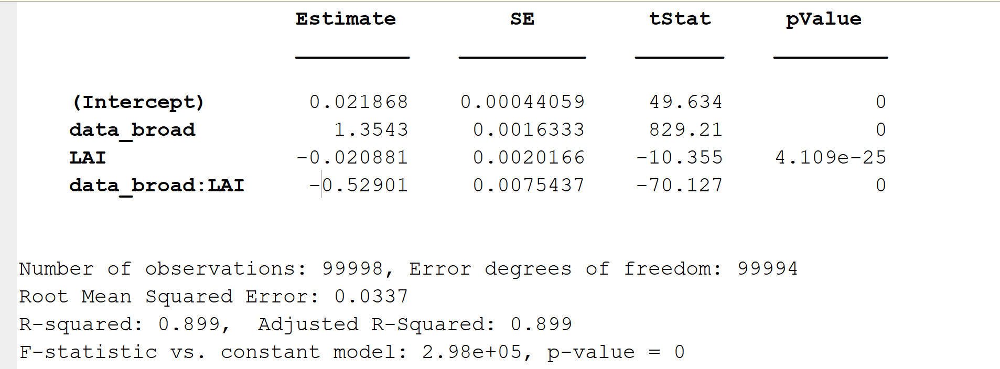 Estimate SE tStat pValue
(Intercept) 0.021868 0.00044059 49.634 0
data_broad 1.3543 0.0016333 829.21 0
LAI -0.020881 0.0020166 -10.355 4.109e-25
data_broad:LAI -0.52901 0.0075437 -70.127 0
Number of observations: 99998, Error degrees of freedom: 99994
Root Mean Squared Error: 0.0337
R-squared: 0.899, Adjusted R-Squared: 0.899
F-statistic vs. constant model: 2.98e+05, p-value = 0